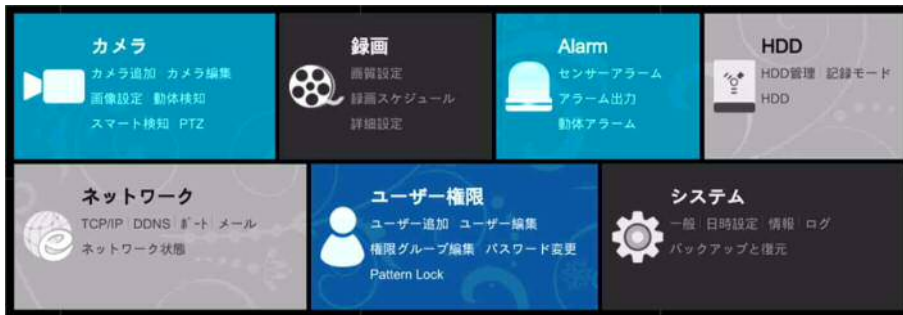 カメラ
カメラ追加 カメラ編集
画像設定 動体検知
スマート検知 PTZ
録画
画質設定
録画スケジュール
詳細設定
Alarm
センサーアラーム
アラーム出力
動体アラーム
HDD
HDD管理 記録モード
HDD
ネットワーク
TCP/IP DDNS ポート メール
ネットワーク状態
ユーザー権限
ユーザー追加 ユーザー編集
権限グループ編集 パスワード変更
Pattern Lock
システム
一般 日時設定 情報 ログ
バックアップと復元